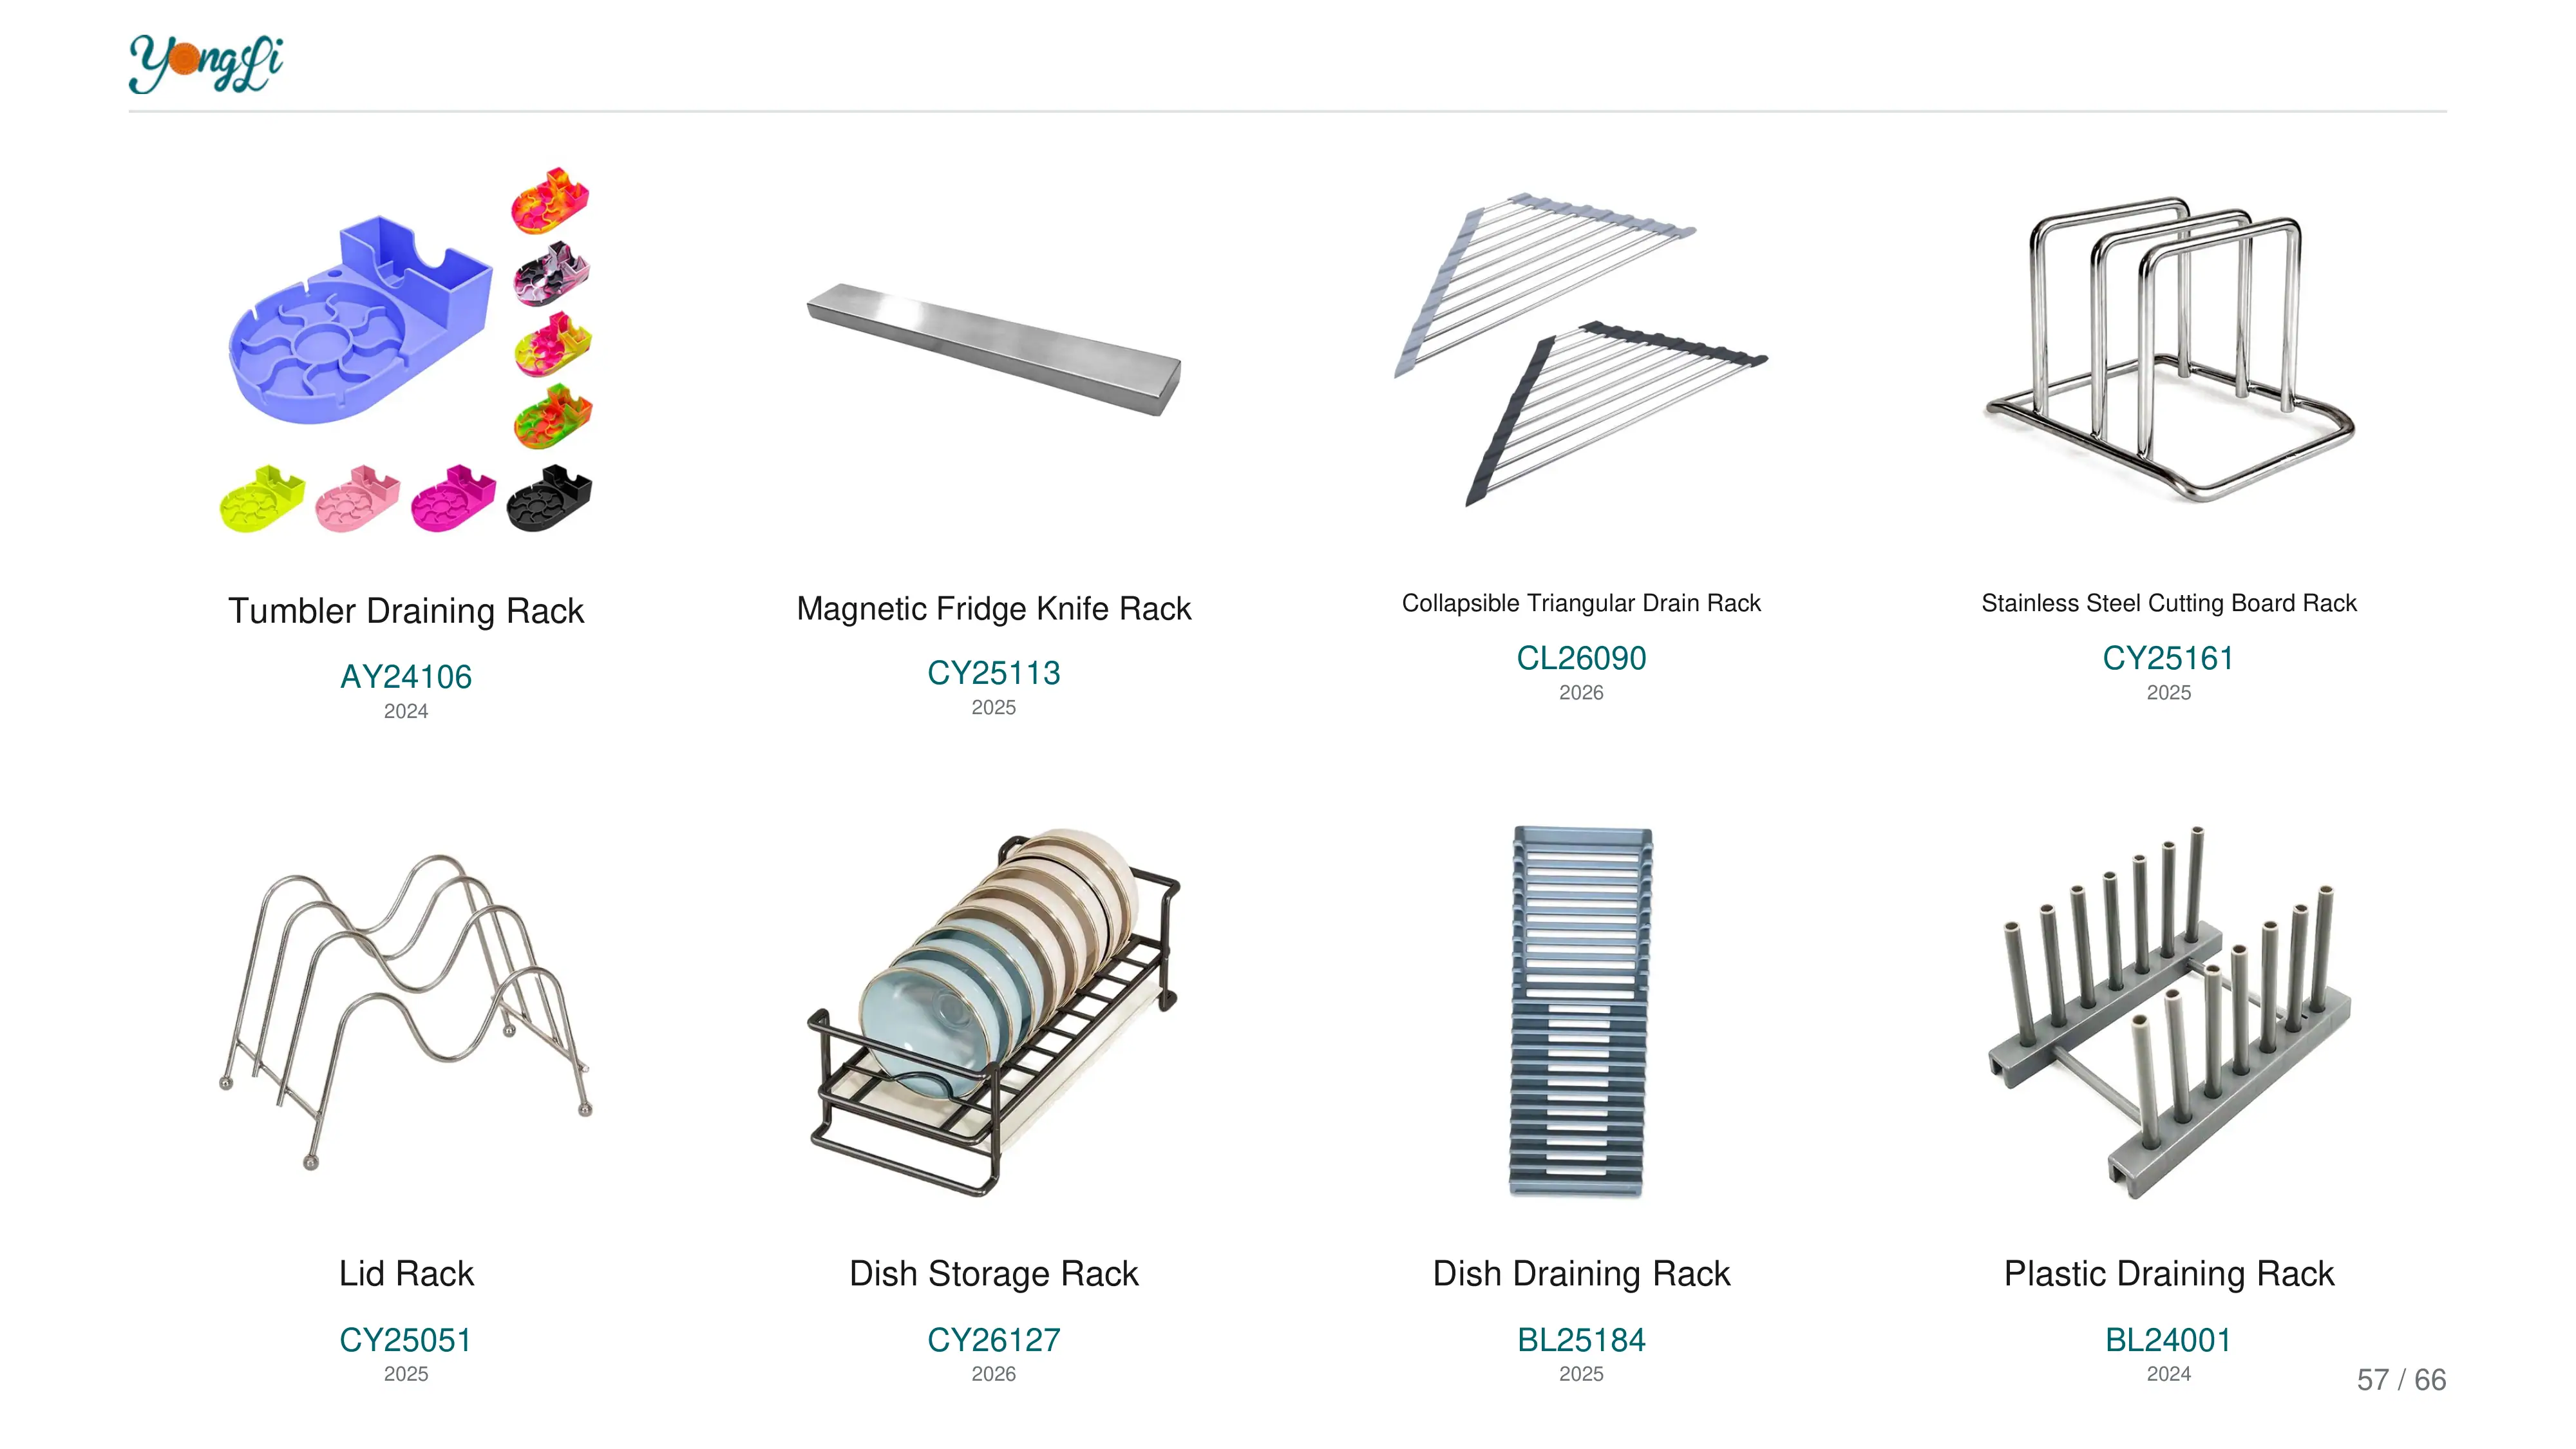 YongLi
Tumbler Draining Rack
AY24106
2024
Magnetic Fridge Knife Rack
CY25113
2025
Collapsible Triangular Drain Rack
CL26090
2026
Stainless Steel Cutting Board Rack
CY25161
2025
Lid Rack
CY25051
2025
Dish Storage Rack
CY26127
2026
Dish Draining Rack
BL25184
2025
Plastic Draining Rack
BL24001
2024
57 / 66